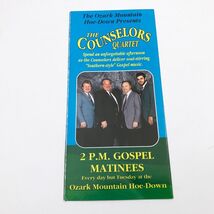 The Ozark Mountain
Hoe-Down Presents
THE
COUNSELORS
QUARTET
Spend an unforgettable afternoon
as the Counselors deliver soul-stirring
"Southern-style" Gospel music.
2 P.M. GOSPEL
MATINEES
Every day but Tuesday at the
Ozark Mountain Hoe-Down